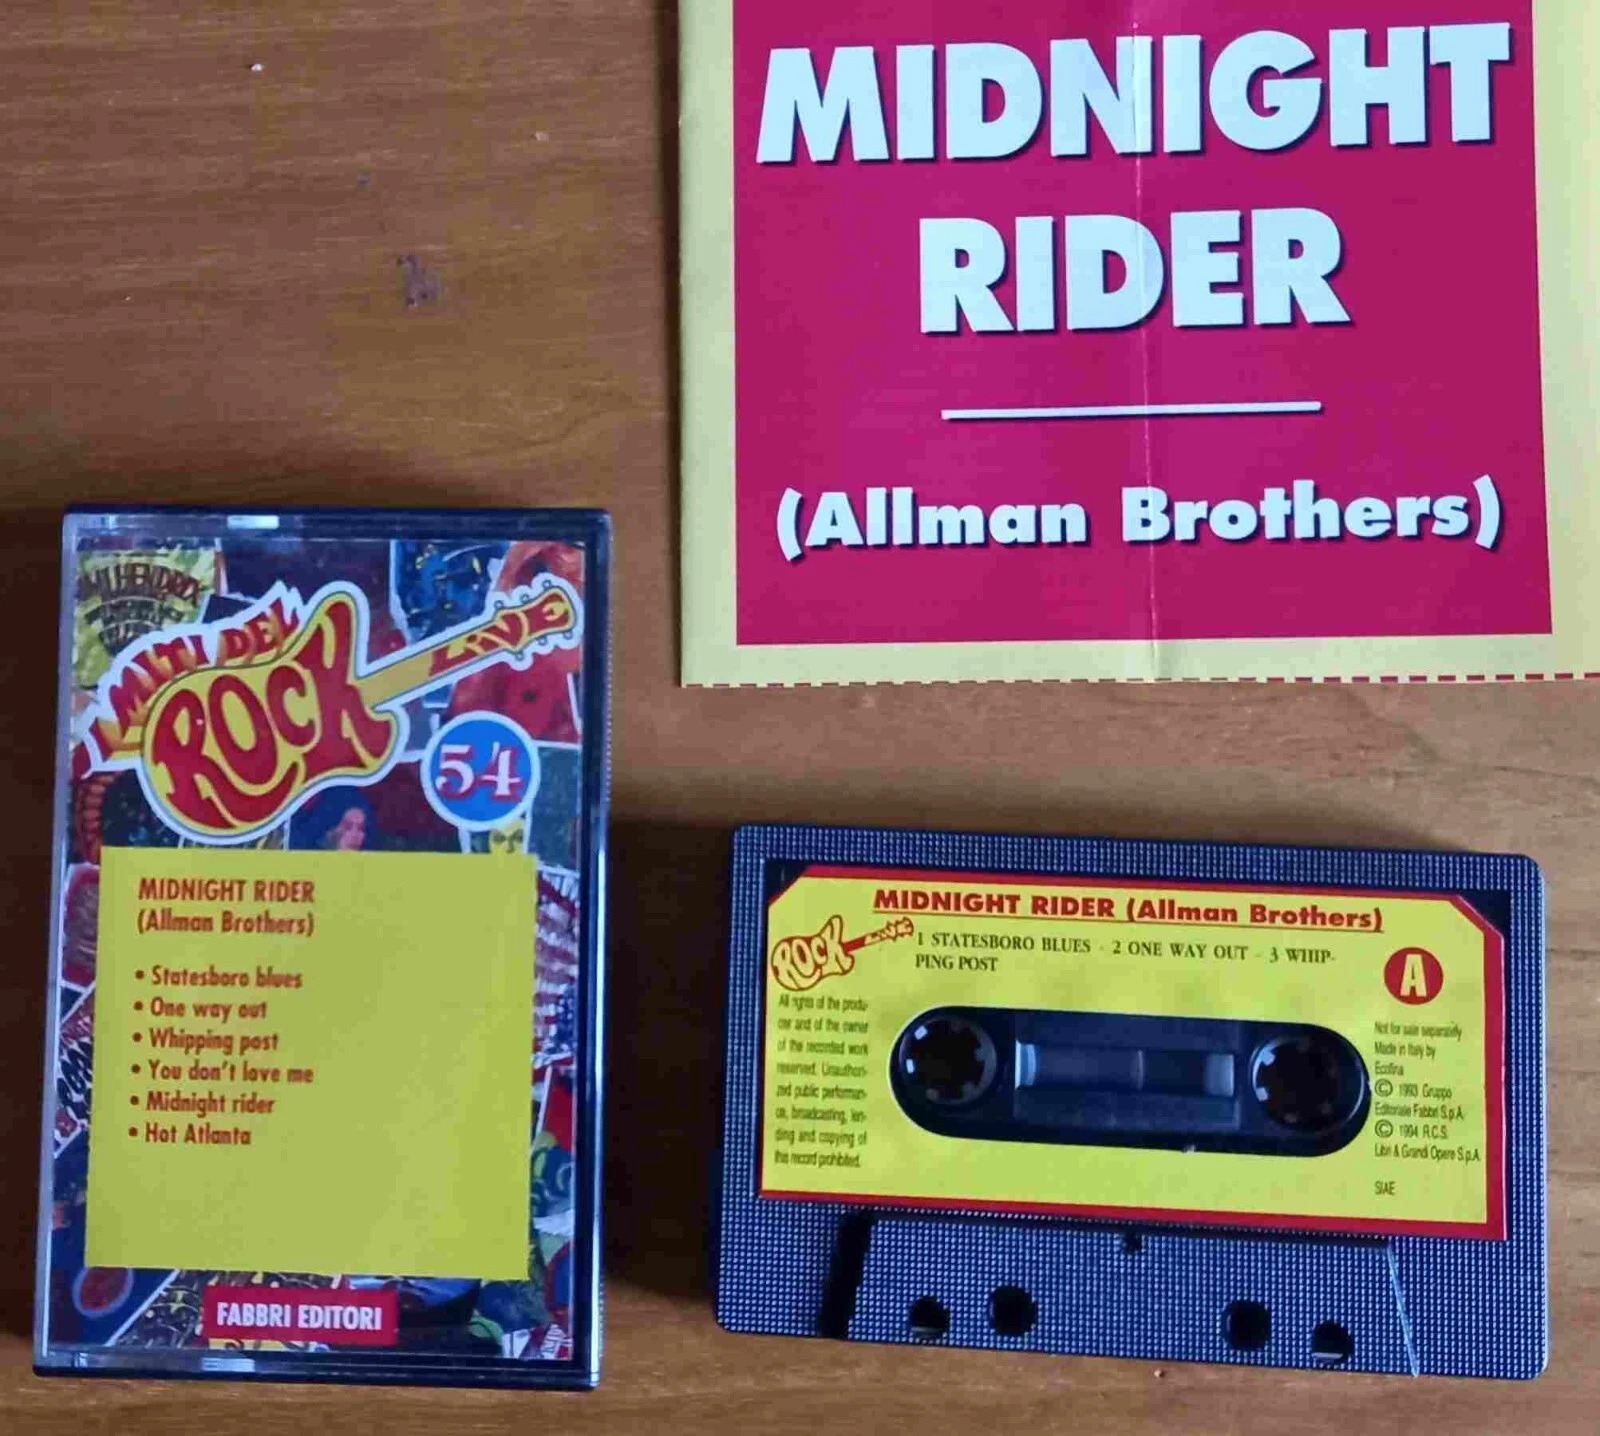 MIDNIGHT
RIDER
(Allman Brothers)
I MITI DEL
ROCK
LIVE
54
MIDNIGHT RIDER
(Allman Brothers)
• Statesboro blues
• One way out
• Whipping post
• You don't love me
• Midnight rider
• Hot Atlanta
FABBRI EDITORI
MIDNIGHT RIDER (Allman Brothers)
ROCK LIVE
1 STATESBORO BLUES - 2 ONE WAY OUT - 3 WHIP-
PING POST
A
All rights of the produ-
cer and of the owner
of the recorded work
reserved. Unauthori-
zed public performan-
ce, broadcasting, len-
ding and copying of
this record prohibited.
Not for sale separately
Made in Italy by
Ecofina
© 1993 Gruppo
Editoriale Fabbri S.p.A.
© 1994 R.C.S.
Libri & Grandi Opere S.p.A.
SIAE